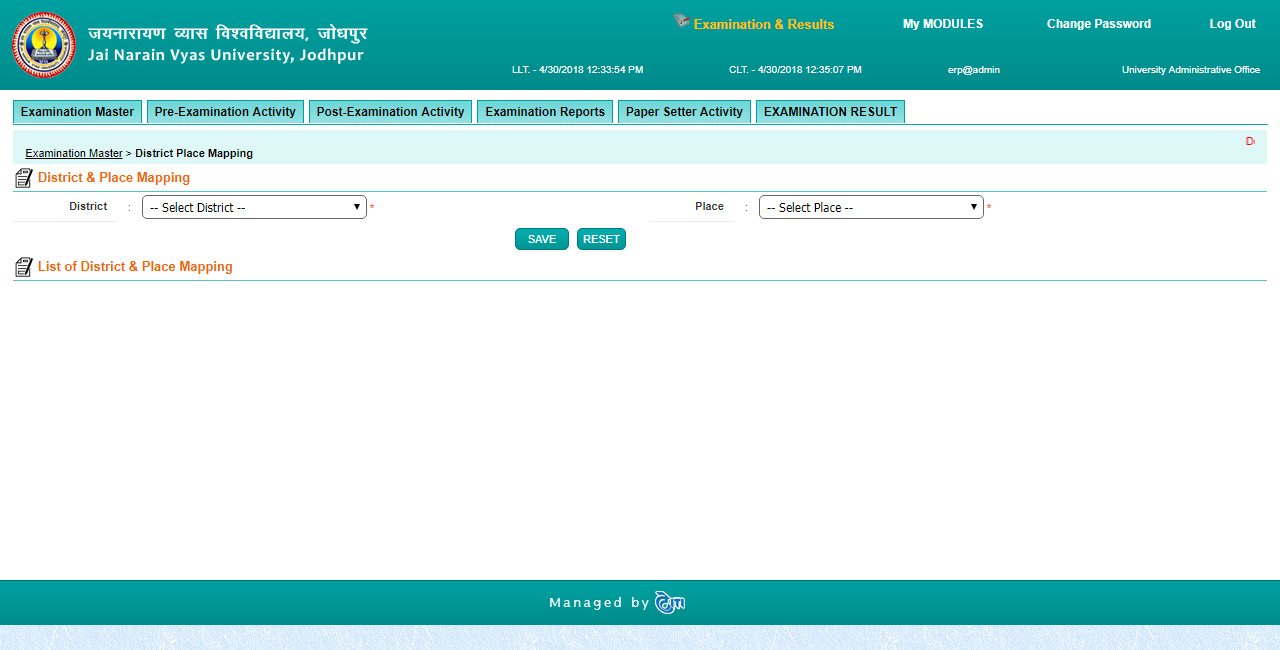 जयनारायण व्यास विश्वविद्यालय, जोधपुर
Jai Narain Vyas University, Jodhpur
Examination & Results My MODULES Change Password Log Out
LLT. - 4/30/2018 12:33:54 PM CLT. - 4/30/2018 12:35:07 PM erp@admin University Administrative Office
Examination Master Pre-Examination Activity Post-Examination Activity Examination Reports Paper Setter Activity EXAMINATION RESULT
Examination Master > District Place Mapping
District & Place Mapping
District : -- Select District -- * Place : -- Select Place -- *
SAVE RESET
List of District & Place Mapping
Managed by